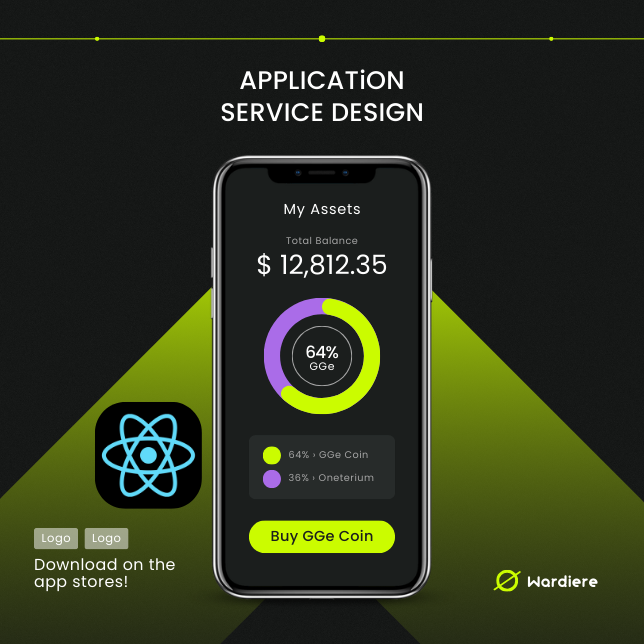 APPLICATiON
SERVICE DESIGN
My Assets
Total Balance
$ 12,812.35
64%
GGe
64% › GGe Coin
36% › Oneterium
Buy GGe Coin
Logo Logo
Download on the
app stores!
Wardiere